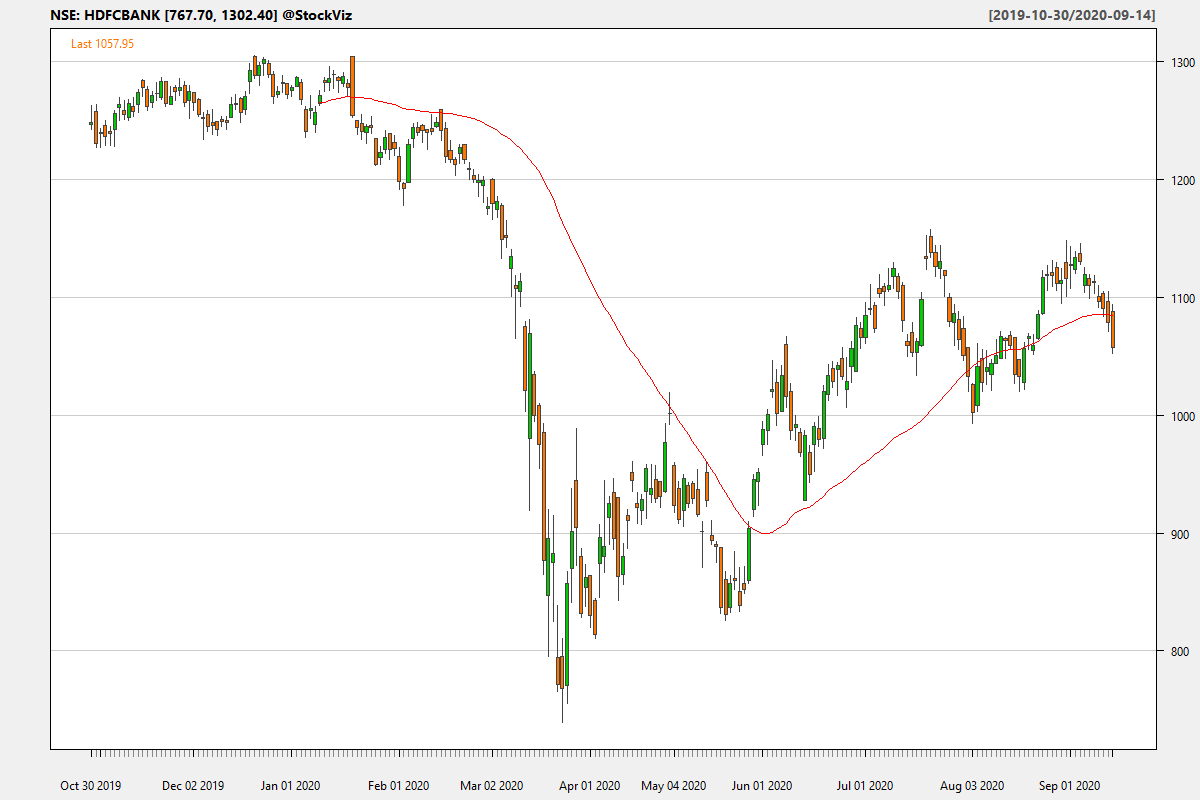 NSE: HDFCBANK [767.70, 1302.40] @StockViz
[2019-10-30/2020-09-14]
Last 1057.95
1300
1200
1100
1000
900
800
Oct 30 2019
Dec 02 2019
Jan 01 2020
Feb 01 2020
Mar 02 2020
Apr 01 2020
May 04 2020
Jun 01 2020
Jul 01 2020
Aug 03 2020
Sep 01 2020